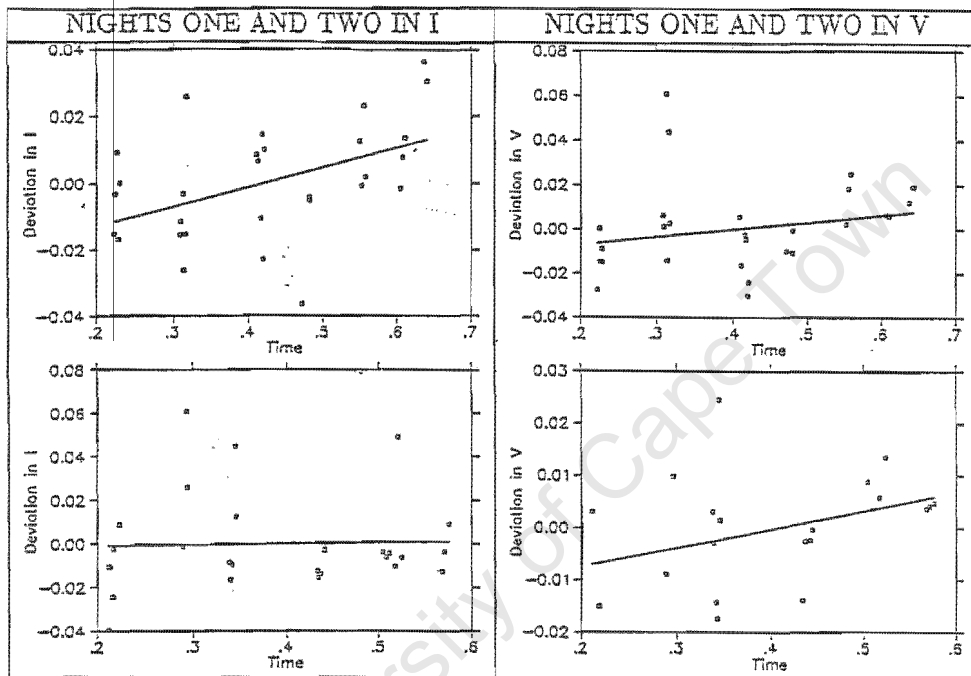 NIGHTS ONE AND TWO IN I
NIGHTS ONE AND TWO IN V
0.04
0.02
0.00
−0.02
−0.04
Deviation in I
.2 .3 .4 .5 .6 .7
Time
0.08
0.06
0.04
0.02
0.00
−0.02
−0.04
Deviation in V
.2 .3 .4 .5 .6 .7
Time
0.08
0.06
0.04
0.02
0.00
−0.02
−0.04
Deviation in I
.2 .3 .4 .5 .6
Time
0.03
0.02
0.01
0.00
−0.01
−0.02
Deviation in V
.2 .3 .4 .5 .6
Time
University of Cape Town